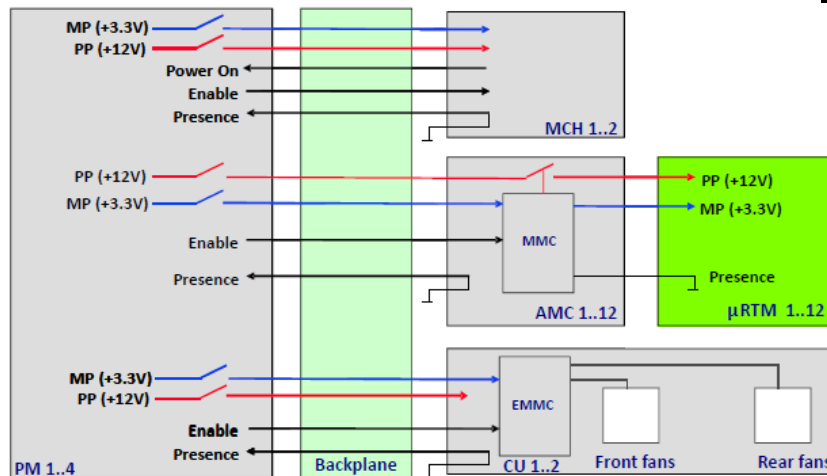 MP (+3.3V)
PP (+12V)
Power On
Enable
Presence
MCH 1..2
PP (+12V)
MP (+3.3V)
Enable
Presence
MMC
AMC 1..12
PP (+12V)
MP (+3.3V)
Presence
µRTM 1..12
MP (+3.3V)
PP (+12V)
Enable
Presence
PM 1..4
Backplane
EMMC
CU 1..2
Front fans
Rear fans